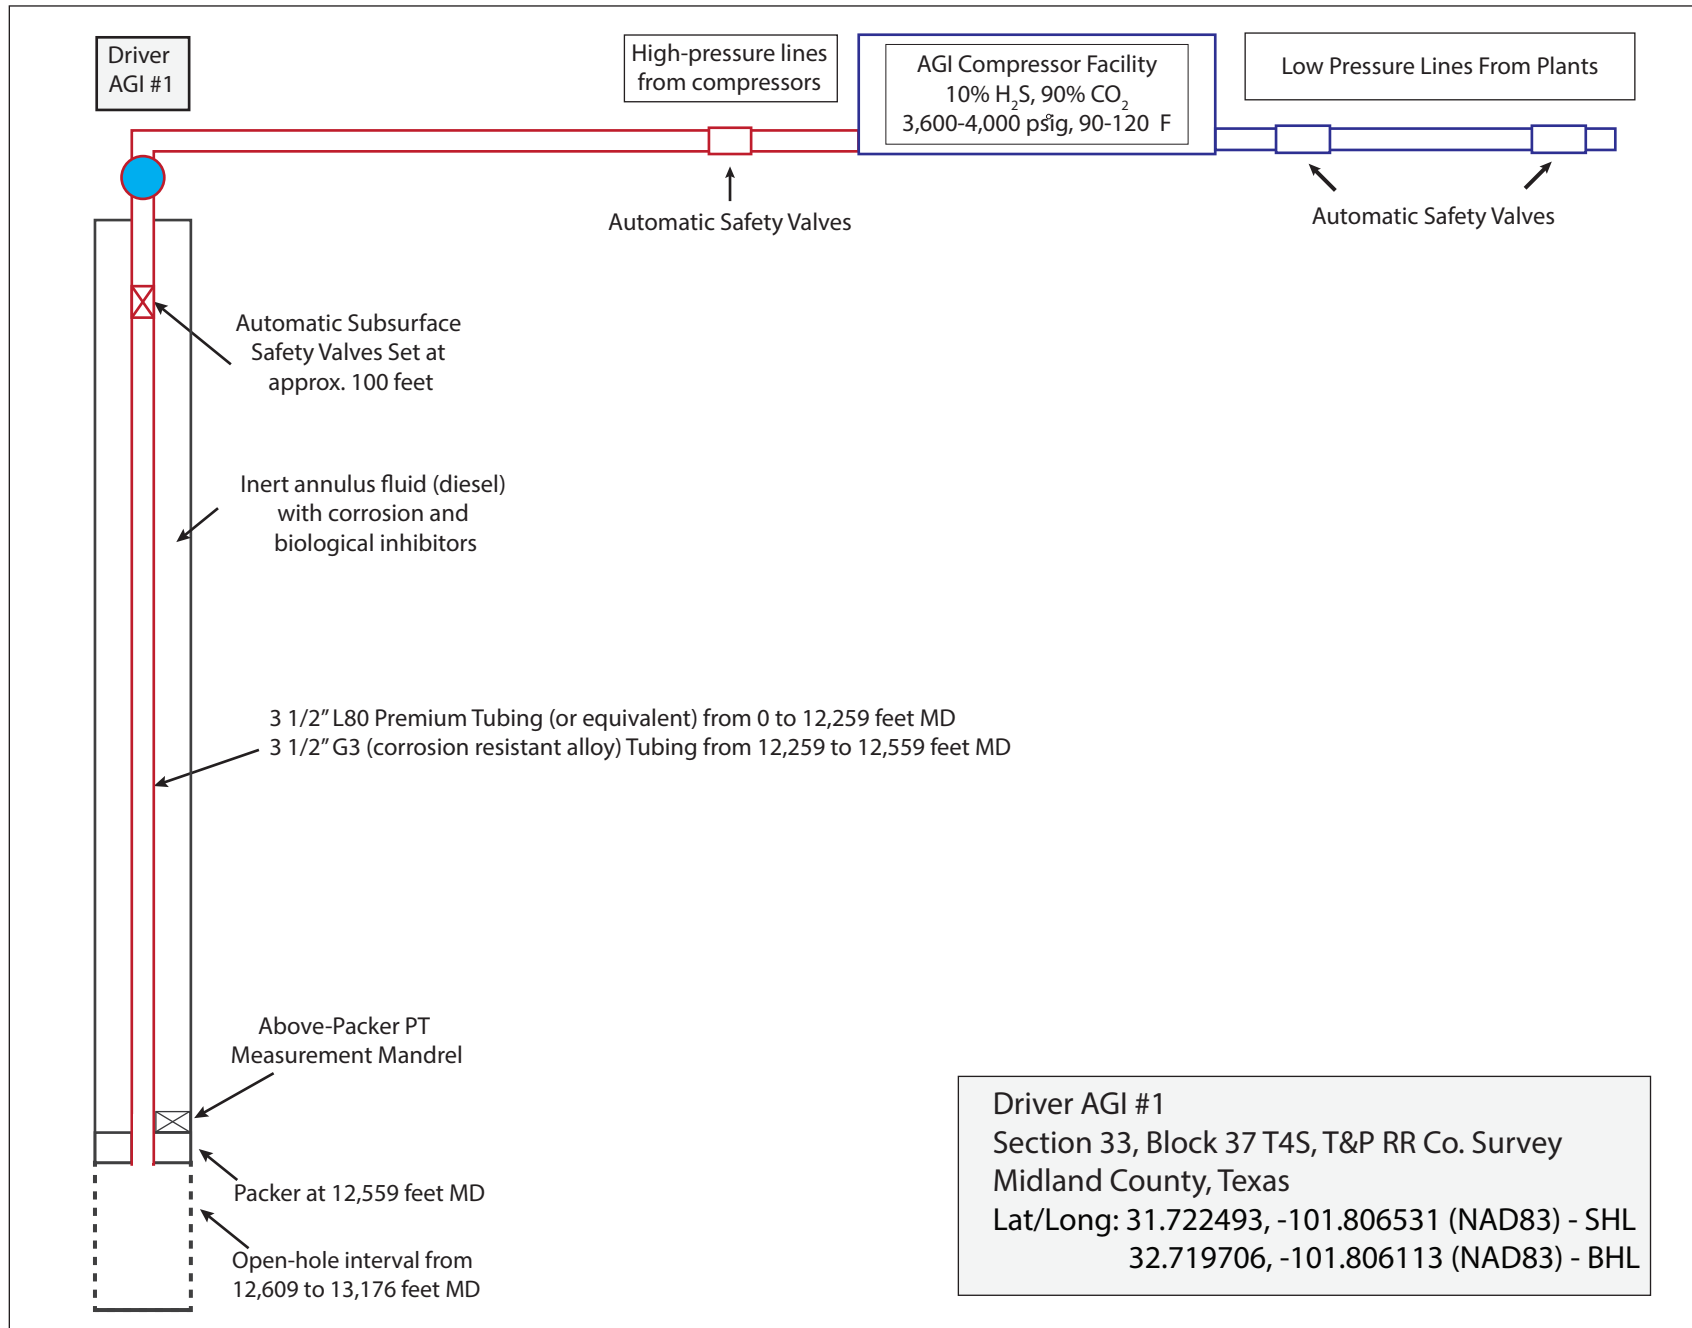 Driver
AGI #1
High-pressure lines
from compressors
AGI Compressor Facility
10% H₂S, 90% CO₂
3,600-4,000 psig, 90-120 °F
Low Pressure Lines From Plants
Automatic Safety Valves
Automatic Safety Valves
Automatic Subsurface
Safety Valves Set at
approx. 100 feet
Inert annulus fluid (diesel)
with corrosion and
biological inhibitors
3 1/2” L80 Premium Tubing (or equivalent) from 0 to 12,259 feet MD
3 1/2” G3 (corrosion resistant alloy) Tubing from 12,259 to 12,559 feet MD
Above-Packer PT
Measurement Mandrel
Packer at 12,559 feet MD
Open-hole interval from
12,609 to 13,176 feet MD
Driver AGI #1
Section 33, Block 37 T4S, T&P RR Co. Survey
Midland County, Texas
Lat/Long: 31.722493, -101.806531 (NAD83) - SHL
32.719706, -101.806113 (NAD83) - BHL